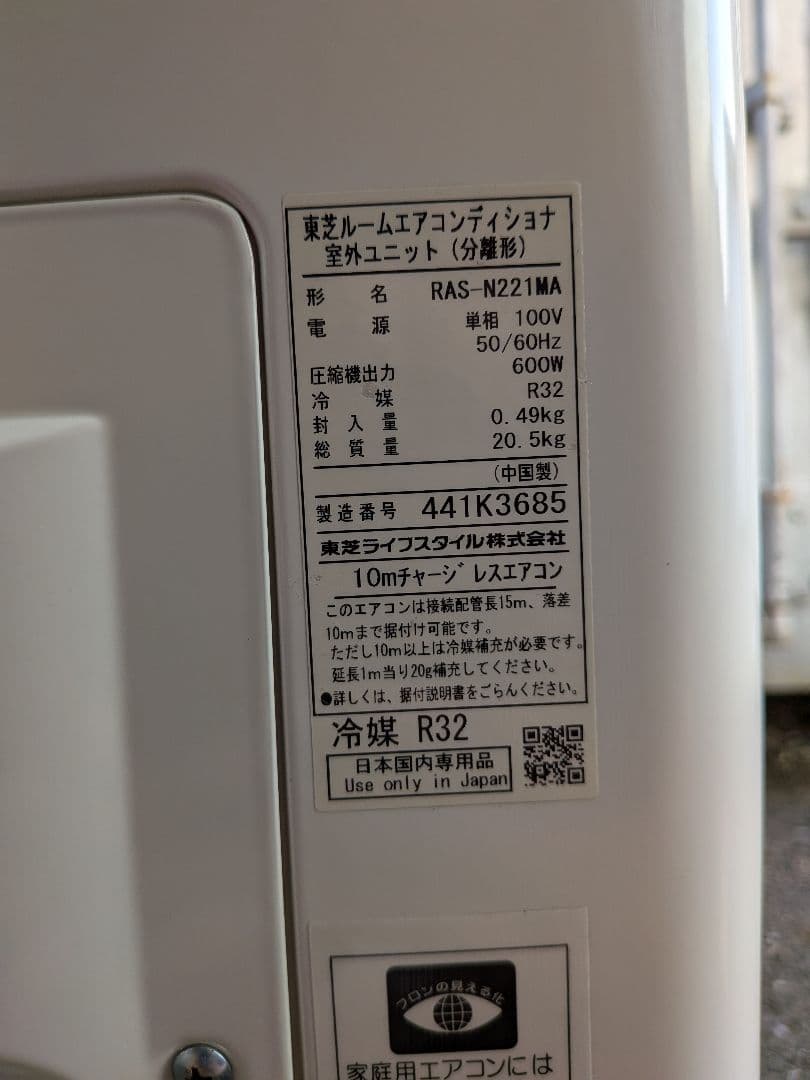 東芝ルームエアコンディショナ
室外ユニット（分離形）
形名 RAS-N221MA
電源 単相 100V
50/60Hz
圧縮機出力 600W
冷媒 R32
封入量 0.49kg
総質量 20.5kg
（中国製）
製造番号 441K3685
東芝ライフスタイル株式会社
10mチャージレスエアコン
このエアコンは接続配管長15m、落差
10mまで据付け可能です。
ただし10m以上は冷媒補充が必要です。
延長1m当り20g補充してください。
●詳しくは、据付説明書をごらんください。
冷媒 R32
日本国内専用品
Use only in Japan
フロンの見える化
家庭用エアコンには